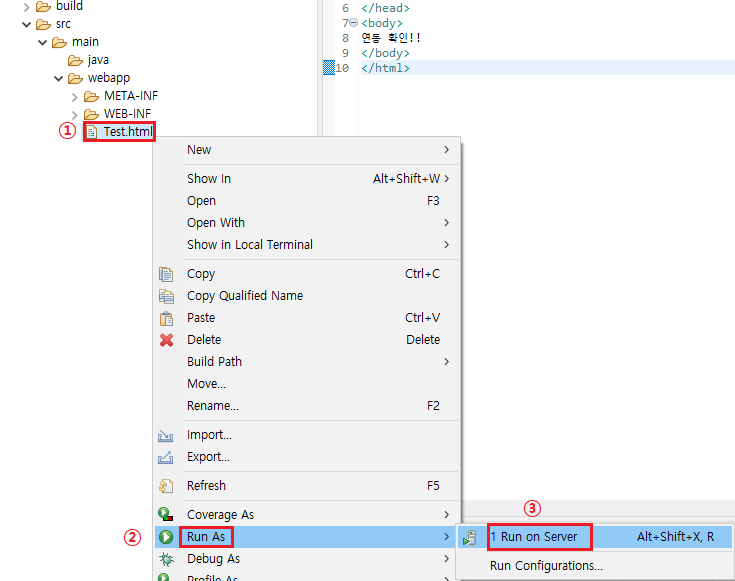 build
src
main
java
webapp
META-INF
WEB-INF
① Test.html
6 </head>
7 <body>
8 연동 확인!!
9 </body>
10 </html>
New
Show In Alt+Shift+W
Open F3
Open With
Show in Local Terminal
Copy Ctrl+C
Copy Qualified Name
Paste Ctrl+V
Delete Delete
Build Path
Move...
Rename... F2
Import...
Export...
Refresh F5
Coverage As
② Run As
Debug As
Profile As
③
1 Run on Server Alt+Shift+X, R
Run Configurations...